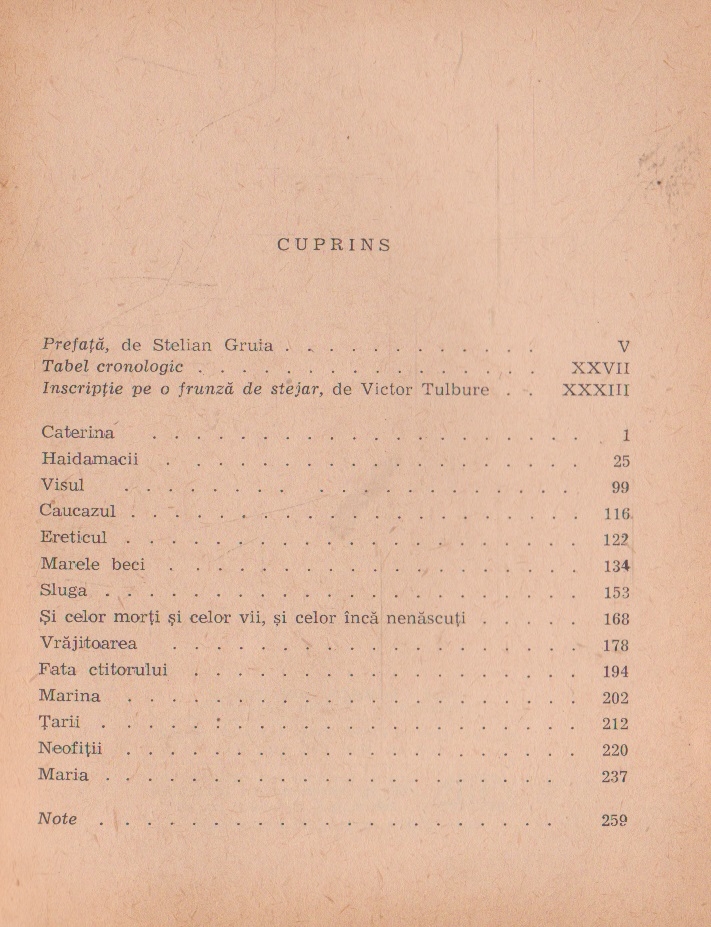 CUPRINS
Prefață, de Stelian Gruia . . . . . . . . . . . V
Tabel cronologic . . . . . . . . . . . . . . . XXVII
Inscripție pe o frunză de stejar, de Victor Tulbure . . XXXIII
Caterina . . . . . . . . . . . . . . . . . . . 1
Haidamacii . . . . . . . . . . . . . . . . . . 25
Visul . . . . . . . . . . . . . . . . . . . 99
Caucazul . . . . . . . . . . . . . . . . . . . 116
Ereticul . . . . . . . . . . . . . . . . . . . . 122
Marele beci . . . . . . . . . . . . . . . . . . 134
Sluga . . . . . . . . . . . . . . . . . . . . 153
Și celor morți și celor vii, și celor încă nenăscuți . . . . . 168
Vrăjitoarea . . . . . . . . . . . . . . . . . . 178
Fata ctitorului . . . . . . . . . . . . . . . . . 194
Marina . . . . . . . . . . . . . . . . . . . . 202
Țarii . . . . . . . . . . . . . . . . . . . . 212
Neofiții . . . . . . . . . . . . . . . . . . . . 220
Maria . . . . . . . . . . . . . . . . . . . . 237
Note . . . . . . . . . . . . . . . . . . . . 259